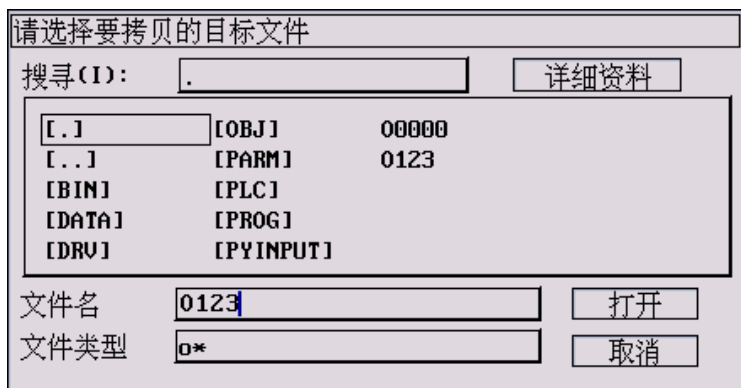 请选择要拷贝的目标文件
搜寻(I): . 详细资料
[.] [OBJ] O0000
[..] [PARM] O123
[BIN] [PLC]
[DATA] [PROG]
[DRV] [PYINPUT]
文件名 O123 打开
文件类型 o* 取消